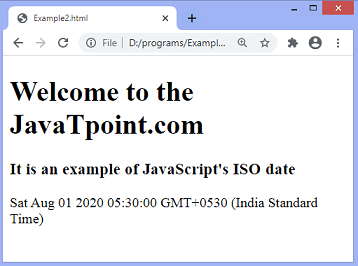 Example2.html
File | D:/programs/Exampl...
Welcome to the
JavaTpoint.com
It is an example of JavaScript's ISO date
Sat Aug 01 2020 05:30:00 GMT+0530 (India Standard
Time)